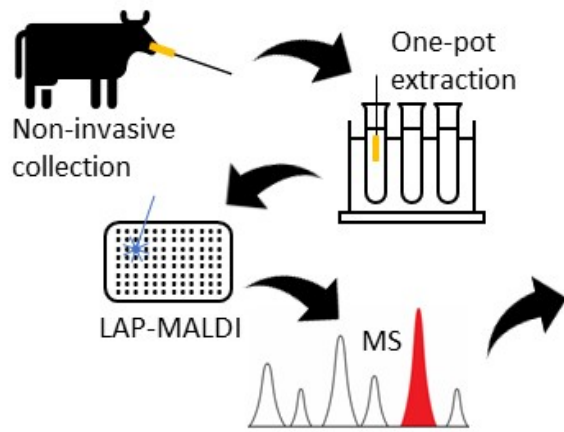 One-pot
extraction
Non-invasive
collection
LAP-MALDI
MS